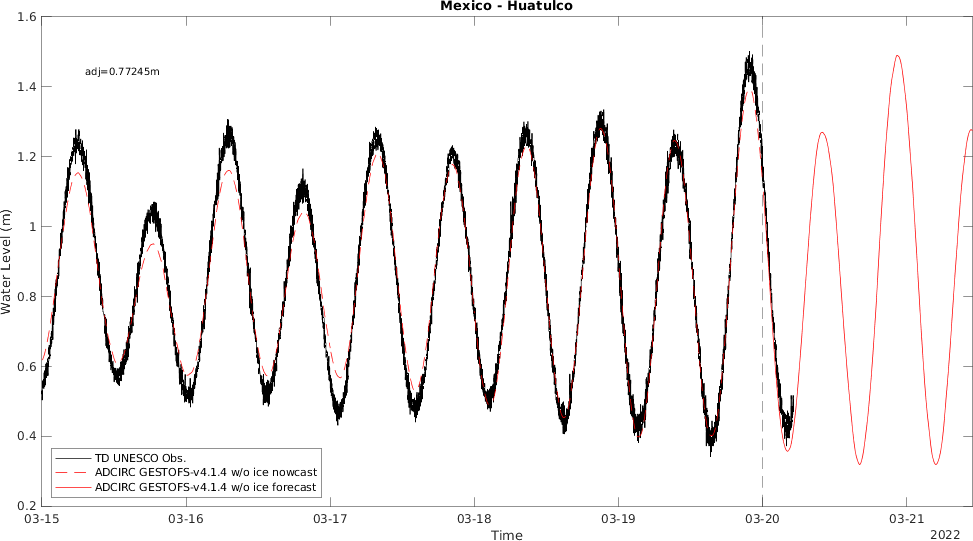 Mexico - Huatulco
1.6
1.4
1.2
1
0.8
0.6
0.4
0.2
Water Level (m)
adj=0.77245m
TD UNESCO Obs.
ADCIRC GESTOFS-v4.1.4 w/o ice nowcast
ADCIRC GESTOFS-v4.1.4 w/o ice forecast
03-15 03-16 03-17 03-18 03-19 03-20 03-21
Time
2022